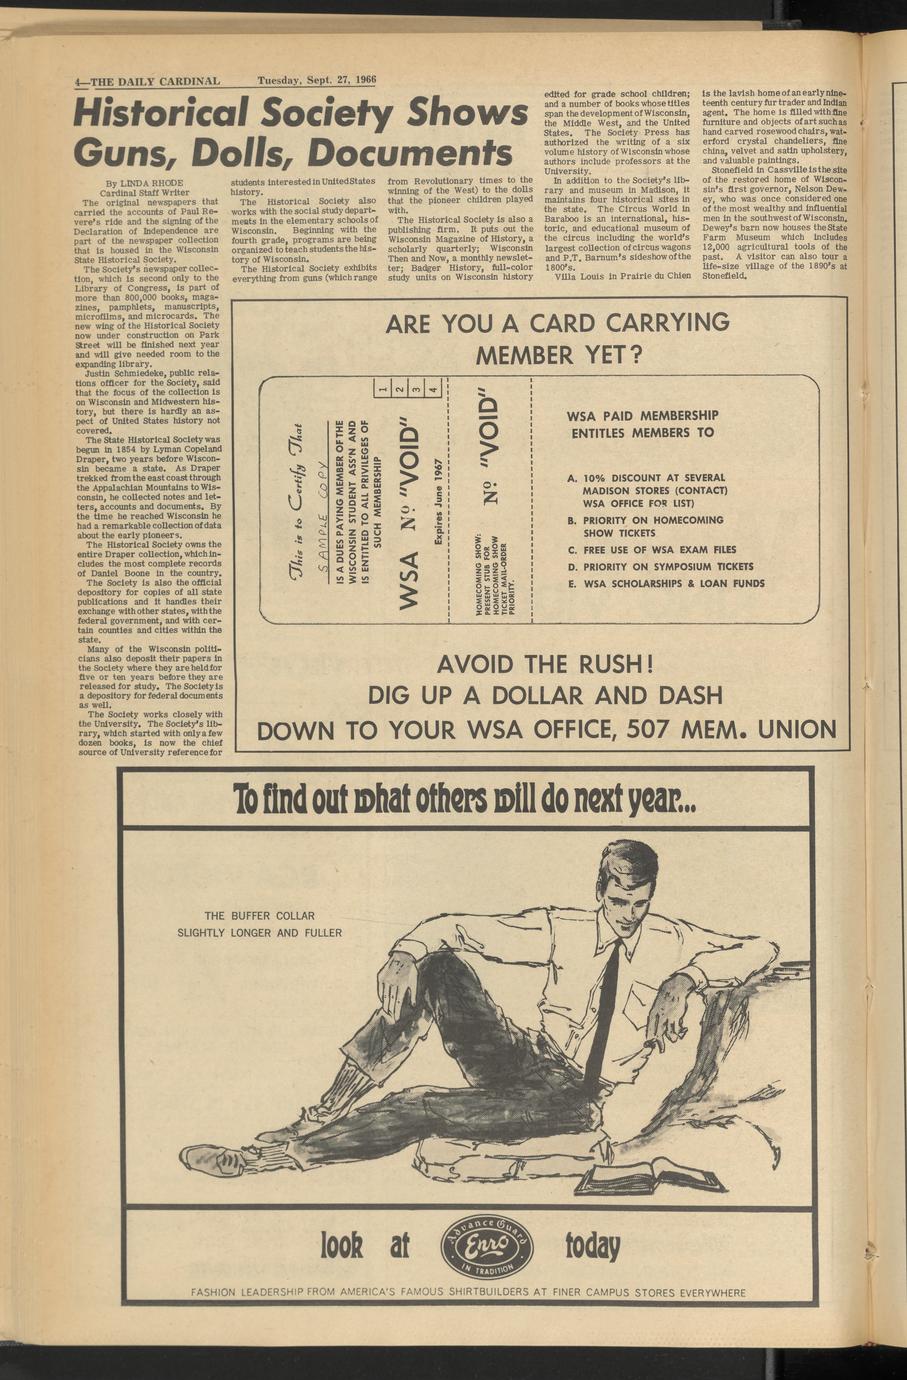 4—THE DAILY CARDINAL Tuesday, Sept. 27, 1966
Historical Society Shows
Guns, Dolls, Documents
By LINDA RHODE
Cardinal Staff Writer
The original newspapers that
carried the accounts of Paul Re-
vere's ride and the signing of the
Declaration of Independence are
part of the newspaper collection
that is housed in the Wisconsin
State Historical Society.
The Society's newspaper collec-
tion, which is second only to the
Library of Congress, is part of
more than 800,000 books, maga-
zines, pamphlets, manuscripts,
microfilms, and microcards. The
new wing of the Historical Society
now under construction on Park
Street will be finished next year
and will give needed room to the
expanding library.
Justin Schmiedeke, public rela-
tions officer for the Society, said
that the focus of the collection is
on Wisconsin and Midwestern his-
tory, but there is hardly an as-
pect of United States history not
covered.
The State Historical Society was
begun in 1854 by Lyman Copeland
Draper, two years before Wiscon-
sin became a state. As Draper
trekked from the east coast through
the Appalachian Mountains to Wis-
consin, he collected notes and let-
ters, accounts and documents. By
the time he reached Wisconsin he
had a remarkable collection of data
about the early pioneers.
The Historical Society owns the
entire Draper collection, which in-
cludes the most complete records
of Daniel Boone in the country.
The Society is also the official
depository for copies of all state
publications and it handles their
exchange with other states, with the
federal government, and with cer-
tain counties and cities within the
state.
Many of the Wisconsin politi-
cians also deposit their papers in
the Society where they are held for
five or ten years before they are
released for study. The Society is
a depository for federal documents
as well.
The Society works closely with
the University. The Society's lib-
rary, which started with only a few
dozen books, is now the chief
source of University reference for
students interested in United States
history.
The Historical Society also
works with the social study depart-
ments in the elementary schools of
Wisconsin. Beginning with the
fourth grade, programs are being
organized to teach students the his-
tory of Wisconsin.
The Historical Society exhibits
everything from guns (which range
from Revolutionary times to the
winning of the West) to the dolls
that the pioneer children played
with.
The Historical Society is also a
publishing firm. It puts out the
Wisconsin Magazine of History, a
scholarly quarterly; Wisconsin
Then and Now, a monthly newslet-
ter; Badger History, full-color
study units on Wisconsin history
edited for grade school children;
and a number of books whose titles
span the development of Wisconsin,
the Middle West, and the United
States. The Society Press has
authorized the writing of a six
volume history of Wisconsin whose
authors include professors at the
University.
In addition to the Society's lib-
rary and museum in Madison, it
maintains four historical sites in
the state. The Circus World in
Baraboo is an international, his-
toric, and educational museum of
the circus including the world's
largest collection of circus wagons
and P.T. Barnum's sideshow of the
1800's.
Villa Louis in Prairie du Chien
is the lavish home of an early nine-
teenth century fur trader and Indian
agent. The home is filled with fine
furniture and objects of art such as
hand carved rosewood chairs, wat-
erford crystal chandeliers, fine
china, velvet and satin upholstery,
and valuable paintings.
Stonefield in Cassville is the site
of the restored home of Wiscon-
sin's first governor, Nelson Dew-
ey, who was once considered one
of the most wealthy and influential
men in the southwest of Wisconsin.
Dewey's barn now houses the State
Farm Museum which includes
12,000 agricultural tools of the
past. A visitor can also tour a
life-size village of the 1890's at
Stonefield.
ARE YOU A CARD CARRYING
MEMBER YET?
This is to Certify That
SAMPLE COPY
IS A DUES PAYING MEMBER OF THE
WISCONSIN STUDENT ASS'N AND
IS ENTITLED TO ALL PRIVILEGES OF
SUCH MEMBERSHIP
1 2 3 4
WSA No "VOID"
Expires June 1967
HOMECOMING SHOW:
PRESENT STUB FOR
HOMECOMING SHOW
TICKET MAIL-ORDER
PRIORITY.
No "VOID"
WSA PAID MEMBERSHIP
ENTITLES MEMBERS TO
A. 10% DISCOUNT AT SEVERAL
MADISON STORES (CONTACT)
WSA OFFICE FOR LIST)
B. PRIORITY ON HOMECOMING
SHOW TICKETS
C. FREE USE OF WSA EXAM FILES
D. PRIORITY ON SYMPOSIUM TICKETS
E. WSA SCHOLARSHIPS & LOAN FUNDS
AVOID THE RUSH!
DIG UP A DOLLAR AND DASH
DOWN TO YOUR WSA OFFICE, 507 MEM. UNION
To find out what others will do next year...
THE BUFFER COLLAR
SLIGHTLY LONGER AND FULLER
look at Advance Guard Enro IN TRADITION today
FASHION LEADERSHIP FROM AMERICA'S FAMOUS SHIRTBUILDERS AT FINER CAMPUS STORES EVERYWHERE